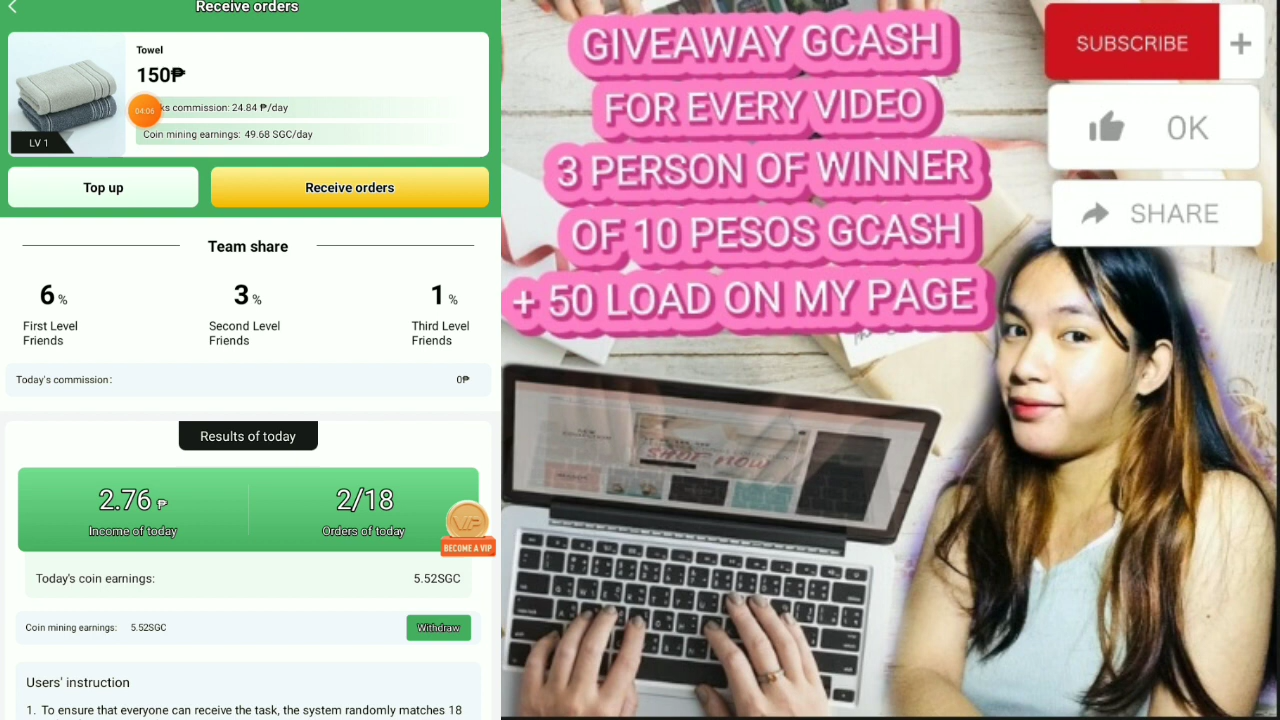 Receive orders
Towel
150₱
04:06
ks commission: 24.84 ₱/day
Coin mining earnings: 49.68 SGC/day
LV 1
Top up
Receive orders
Team share
6 %
3 %
1 %
First Level
Friends
Second Level
Friends
Third Level
Friends
Today's commission:
0₱
Results of today
2.76 ₱
2/18
Income of today
Orders of today
VIP
BECOME A VIP
Today's coin earnings:
5.52SGC
Coin mining earnings: 5.52SGC
Withdraw
Users' instruction
1. To ensure that everyone can receive the task, the system randomly matches 18
GIVEAWAY GCASH
FOR EVERY VIDEO
3 PERSON OF WINNER
OF 10 PESOS GCASH
+ 50 LOAD ON MY PAGE
SUBSCRIBE +
0K
SHARE
SHOP NOW